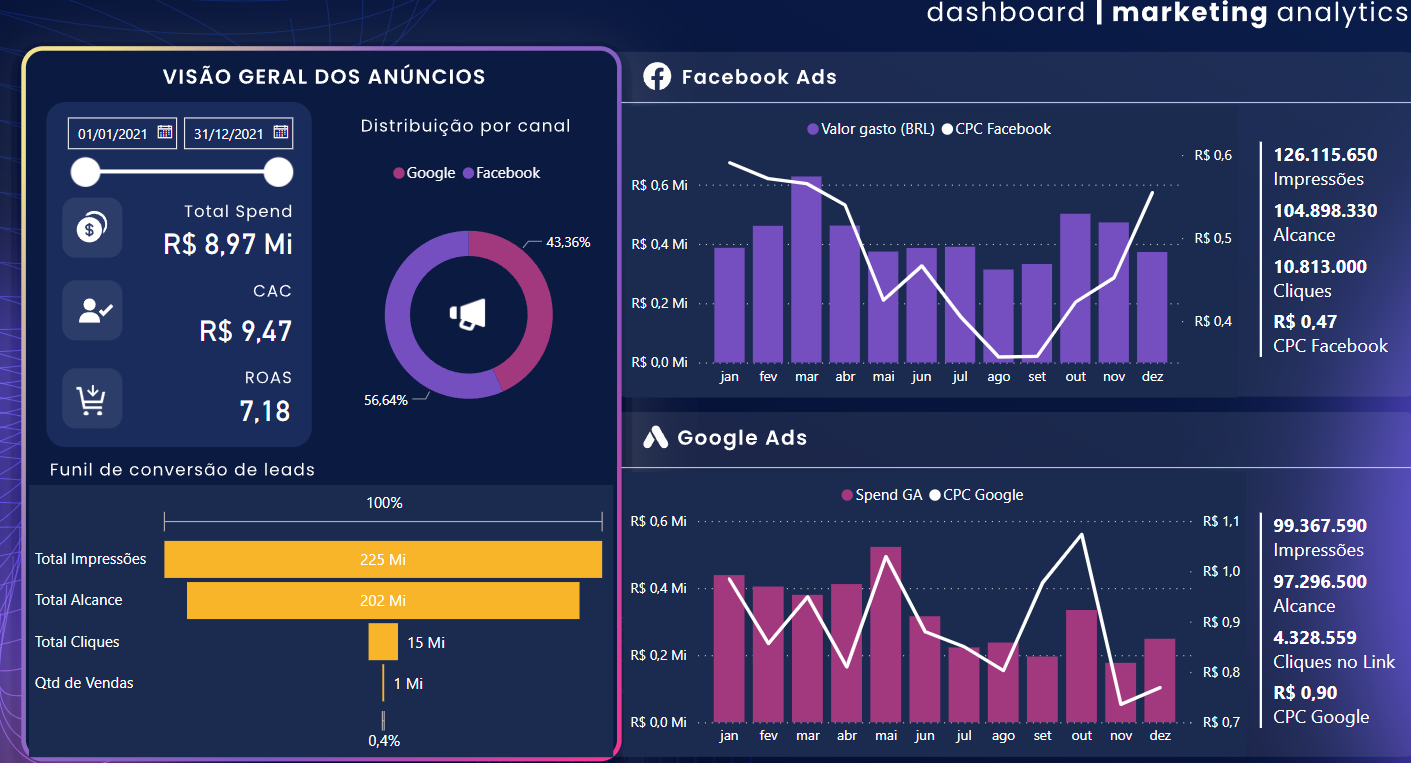 dashboard | marketing analytics
VISÃO GERAL DOS ANÚNCIOS
01/01/2021
31/12/2021
Total Spend
R$ 8,97 Mi
CAC
R$ 9,47
ROAS
7,18
Distribuição por canal
Google Facebook
43,36%
56,64%
Funil de conversão de leads
100%
Total Impressões 225 Mi
Total Alcance 202 Mi
Total Cliques 15 Mi
Qtd de Vendas 1 Mi
0,4%
Facebook Ads
Valor gasto (BRL) CPC Facebook
R$ 0,6 Mi
R$ 0,4 Mi
R$ 0,2 Mi
R$ 0,0 Mi
R$ 0,6
R$ 0,5
R$ 0,4
jan fev mar abr mai jun jul ago set out nov dez
126.115.650
Impressões
104.898.330
Alcance
10.813.000
Cliques
R$ 0,47
CPC Facebook
Google Ads
Spend GA CPC Google
R$ 0,6 Mi
R$ 0,4 Mi
R$ 0,2 Mi
R$ 0,0 Mi
R$ 1,1
R$ 1,0
R$ 0,9
R$ 0,8
R$ 0,7
jan fev mar abr mai jun jul ago set out nov dez
99.367.590
Impressões
97.296.500
Alcance
4.328.559
Cliques no Link
R$ 0,90
CPC Google